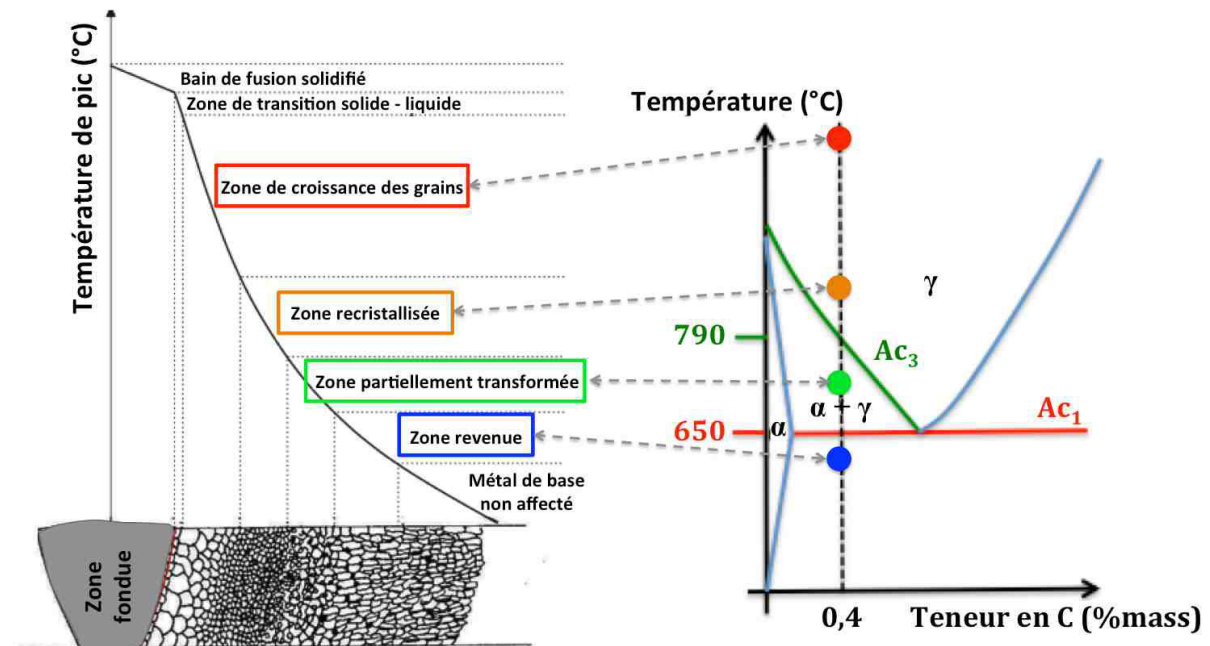 Température de pic (°C)
Bain de fusion solidifié
Zone de transition solide - liquide
Zone de croissance des grains
Zone recristallisée
Zone partiellement transformée
Zone revenue
Métal de base
non affecté
Zone
fondue
Température (°C)
γ
790
Ac3
α + γ
Ac1
650
α
0,4
Teneur en C (%mass)